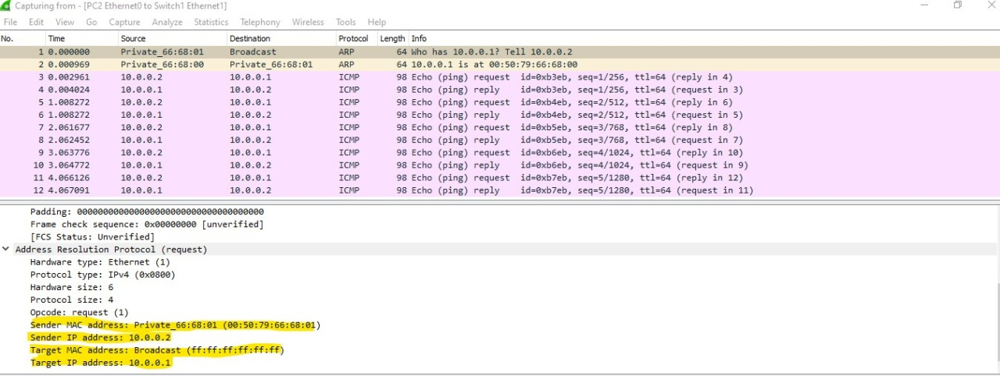 Capturing from - [PC2 Ethernet0 to Switch1 Ethernet1]
File Edit View Go Capture Analyze Statistics Telephony Wireless Tools Help
No. Time Source Destination Protocol Length Info
1 0.000000 Private_66:68:01 Broadcast ARP 64 Who has 10.0.0.1? Tell 10.0.0.2
2 0.000969 Private_66:68:00 Private_66:68:01 ARP 64 10.0.0.1 is at 00:50:79:66:68:00
3 0.002961 10.0.0.2 10.0.0.1 ICMP 98 Echo (ping) request id=0xb3eb, seq=1/256, ttl=64 (reply in 4)
4 0.004024 10.0.0.1 10.0.0.2 ICMP 98 Echo (ping) reply id=0xb3eb, seq=1/256, ttl=64 (request in 3)
5 1.008272 10.0.0.2 10.0.0.1 ICMP 98 Echo (ping) request id=0xb4eb, seq=2/512, ttl=64 (reply in 6)
6 1.008272 10.0.0.1 10.0.0.2 ICMP 98 Echo (ping) reply id=0xb4eb, seq=2/512, ttl=64 (request in 5)
7 2.061677 10.0.0.2 10.0.0.1 ICMP 98 Echo (ping) request id=0xb5eb, seq=3/768, ttl=64 (reply in 8)
8 2.062452 10.0.0.1 10.0.0.2 ICMP 98 Echo (ping) reply id=0xb5eb, seq=3/768, ttl=64 (request in 7)
9 3.063776 10.0.0.2 10.0.0.1 ICMP 98 Echo (ping) request id=0xb6eb, seq=4/1024, ttl=64 (reply in 10)
10 3.064772 10.0.0.1 10.0.0.2 ICMP 98 Echo (ping) reply id=0xb6eb, seq=4/1024, ttl=64 (request in 9)
11 4.066126 10.0.0.2 10.0.0.1 ICMP 98 Echo (ping) request id=0xb7eb, seq=5/1280, ttl=64 (reply in 12)
12 4.067091 10.0.0.1 10.0.0.2 ICMP 98 Echo (ping) reply id=0xb7eb, seq=5/1280, ttl=64 (request in 11)
Padding: 000000000000000000000000000000000000
Frame check sequence: 0x00000000 [unverified]
[FCS Status: Unverified]
Address Resolution Protocol (request)
Hardware type: Ethernet (1)
Protocol type: IPv4 (0x0800)
Hardware size: 6
Protocol size: 4
Opcode: request (1)
Sender MAC address: Private_66:68:01 (00:50:79:66:68:01)
Sender IP address: 10.0.0.2
Target MAC address: Broadcast (ff:ff:ff:ff:ff:ff)
Target IP address: 10.0.0.1